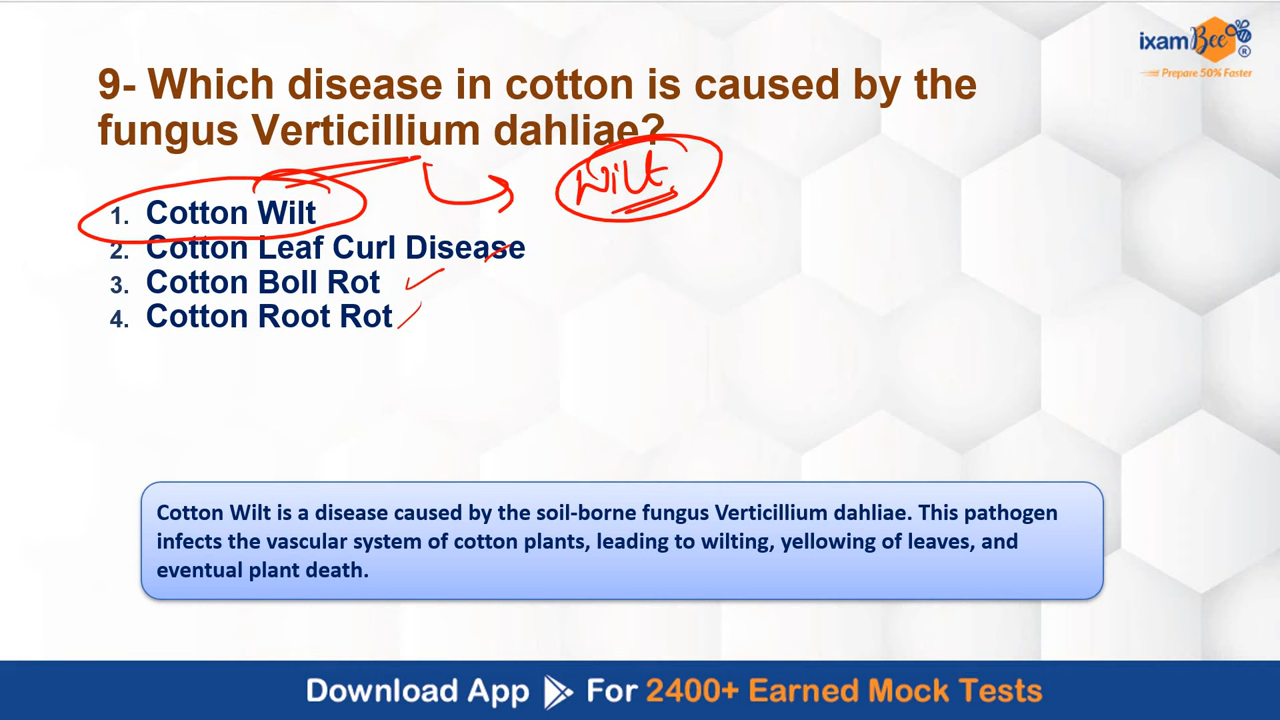 ixamBee®
Prepare 50% Faster
9- Which disease in cotton is caused by the
fungus Verticillium dahliae?
Wilt
1. Cotton Wilt
2. Cotton Leaf Curl Disease
3. Cotton Boll Rot
4. Cotton Root Rot
Cotton Wilt is a disease caused by the soil-borne fungus Verticillium dahliae. This pathogen
infects the vascular system of cotton plants, leading to wilting, yellowing of leaves, and
eventual plant death.
Download App For 2400+ Earned Mock Tests